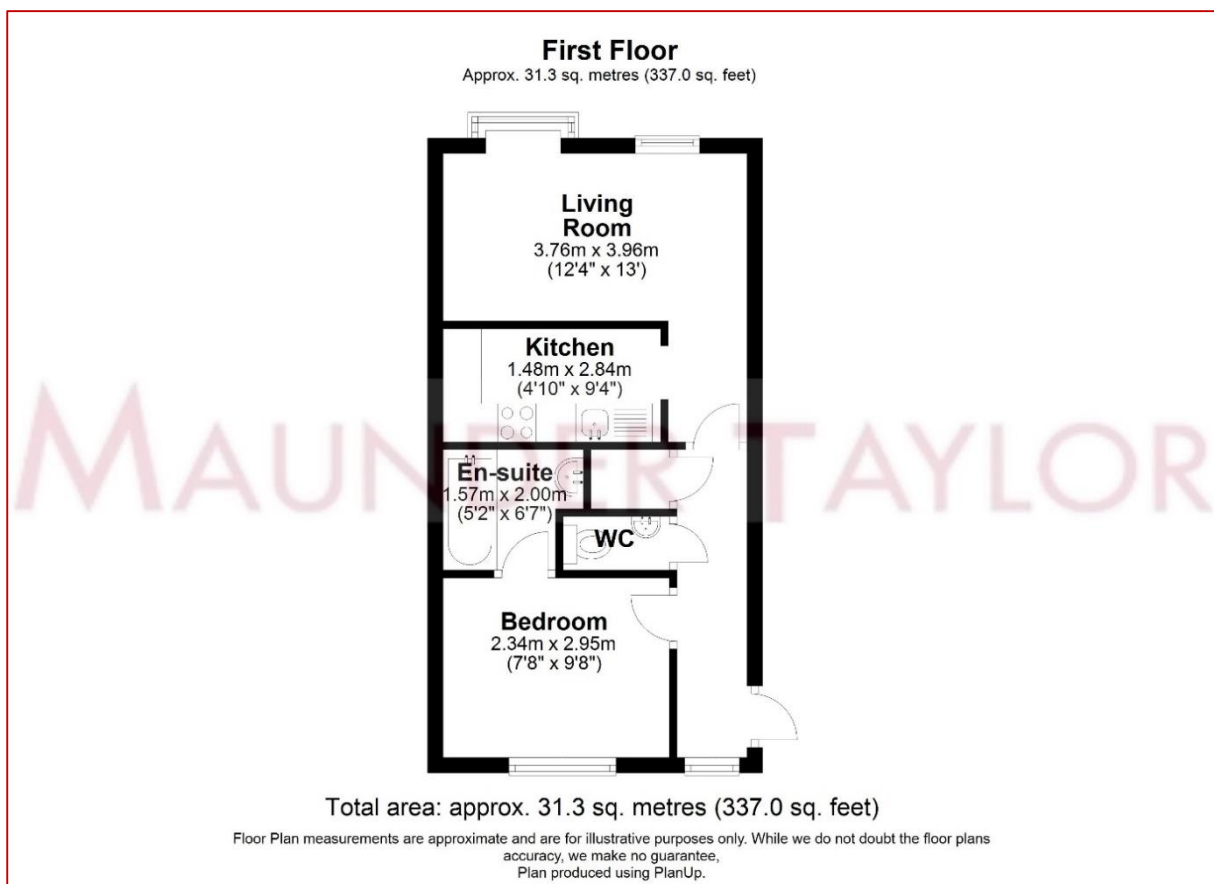 First Floor
Approx. 31.3 sq. metres (337.0 sq. feet)
Living
Room
3.76m x 3.96m
(12'4" x 13')
Kitchen
1.48m x 2.84m
(4'10" x 9'4")
MAUNDER TAYLOR
En-suite
1.57m x 2.00m
(5'2" x 6'7")
WC
Bedroom
2.34m x 2.95m
(7'8" x 9'8")
Total area: approx. 31.3 sq. metres (337.0 sq. feet)
Floor Plan measurements are approximate and are for illustrative purposes only. While we do not doubt the floor plans
accuracy, we make no guarantee,
Plan produced using PlanUp.